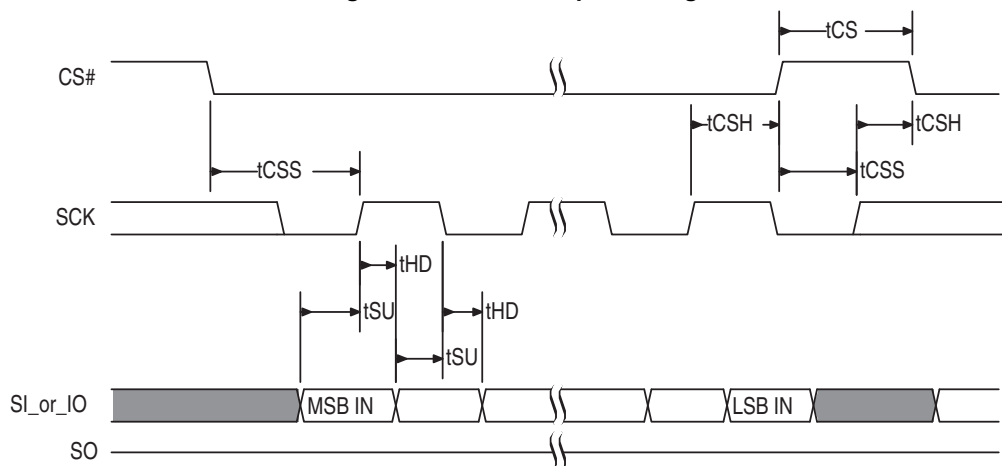 tCS
CS#
tCSH
tCSH
tCSS
tCSS
SCK
tHD
tSU
tHD
tSU
SI_or_IO
MSB IN
LSB IN
SO